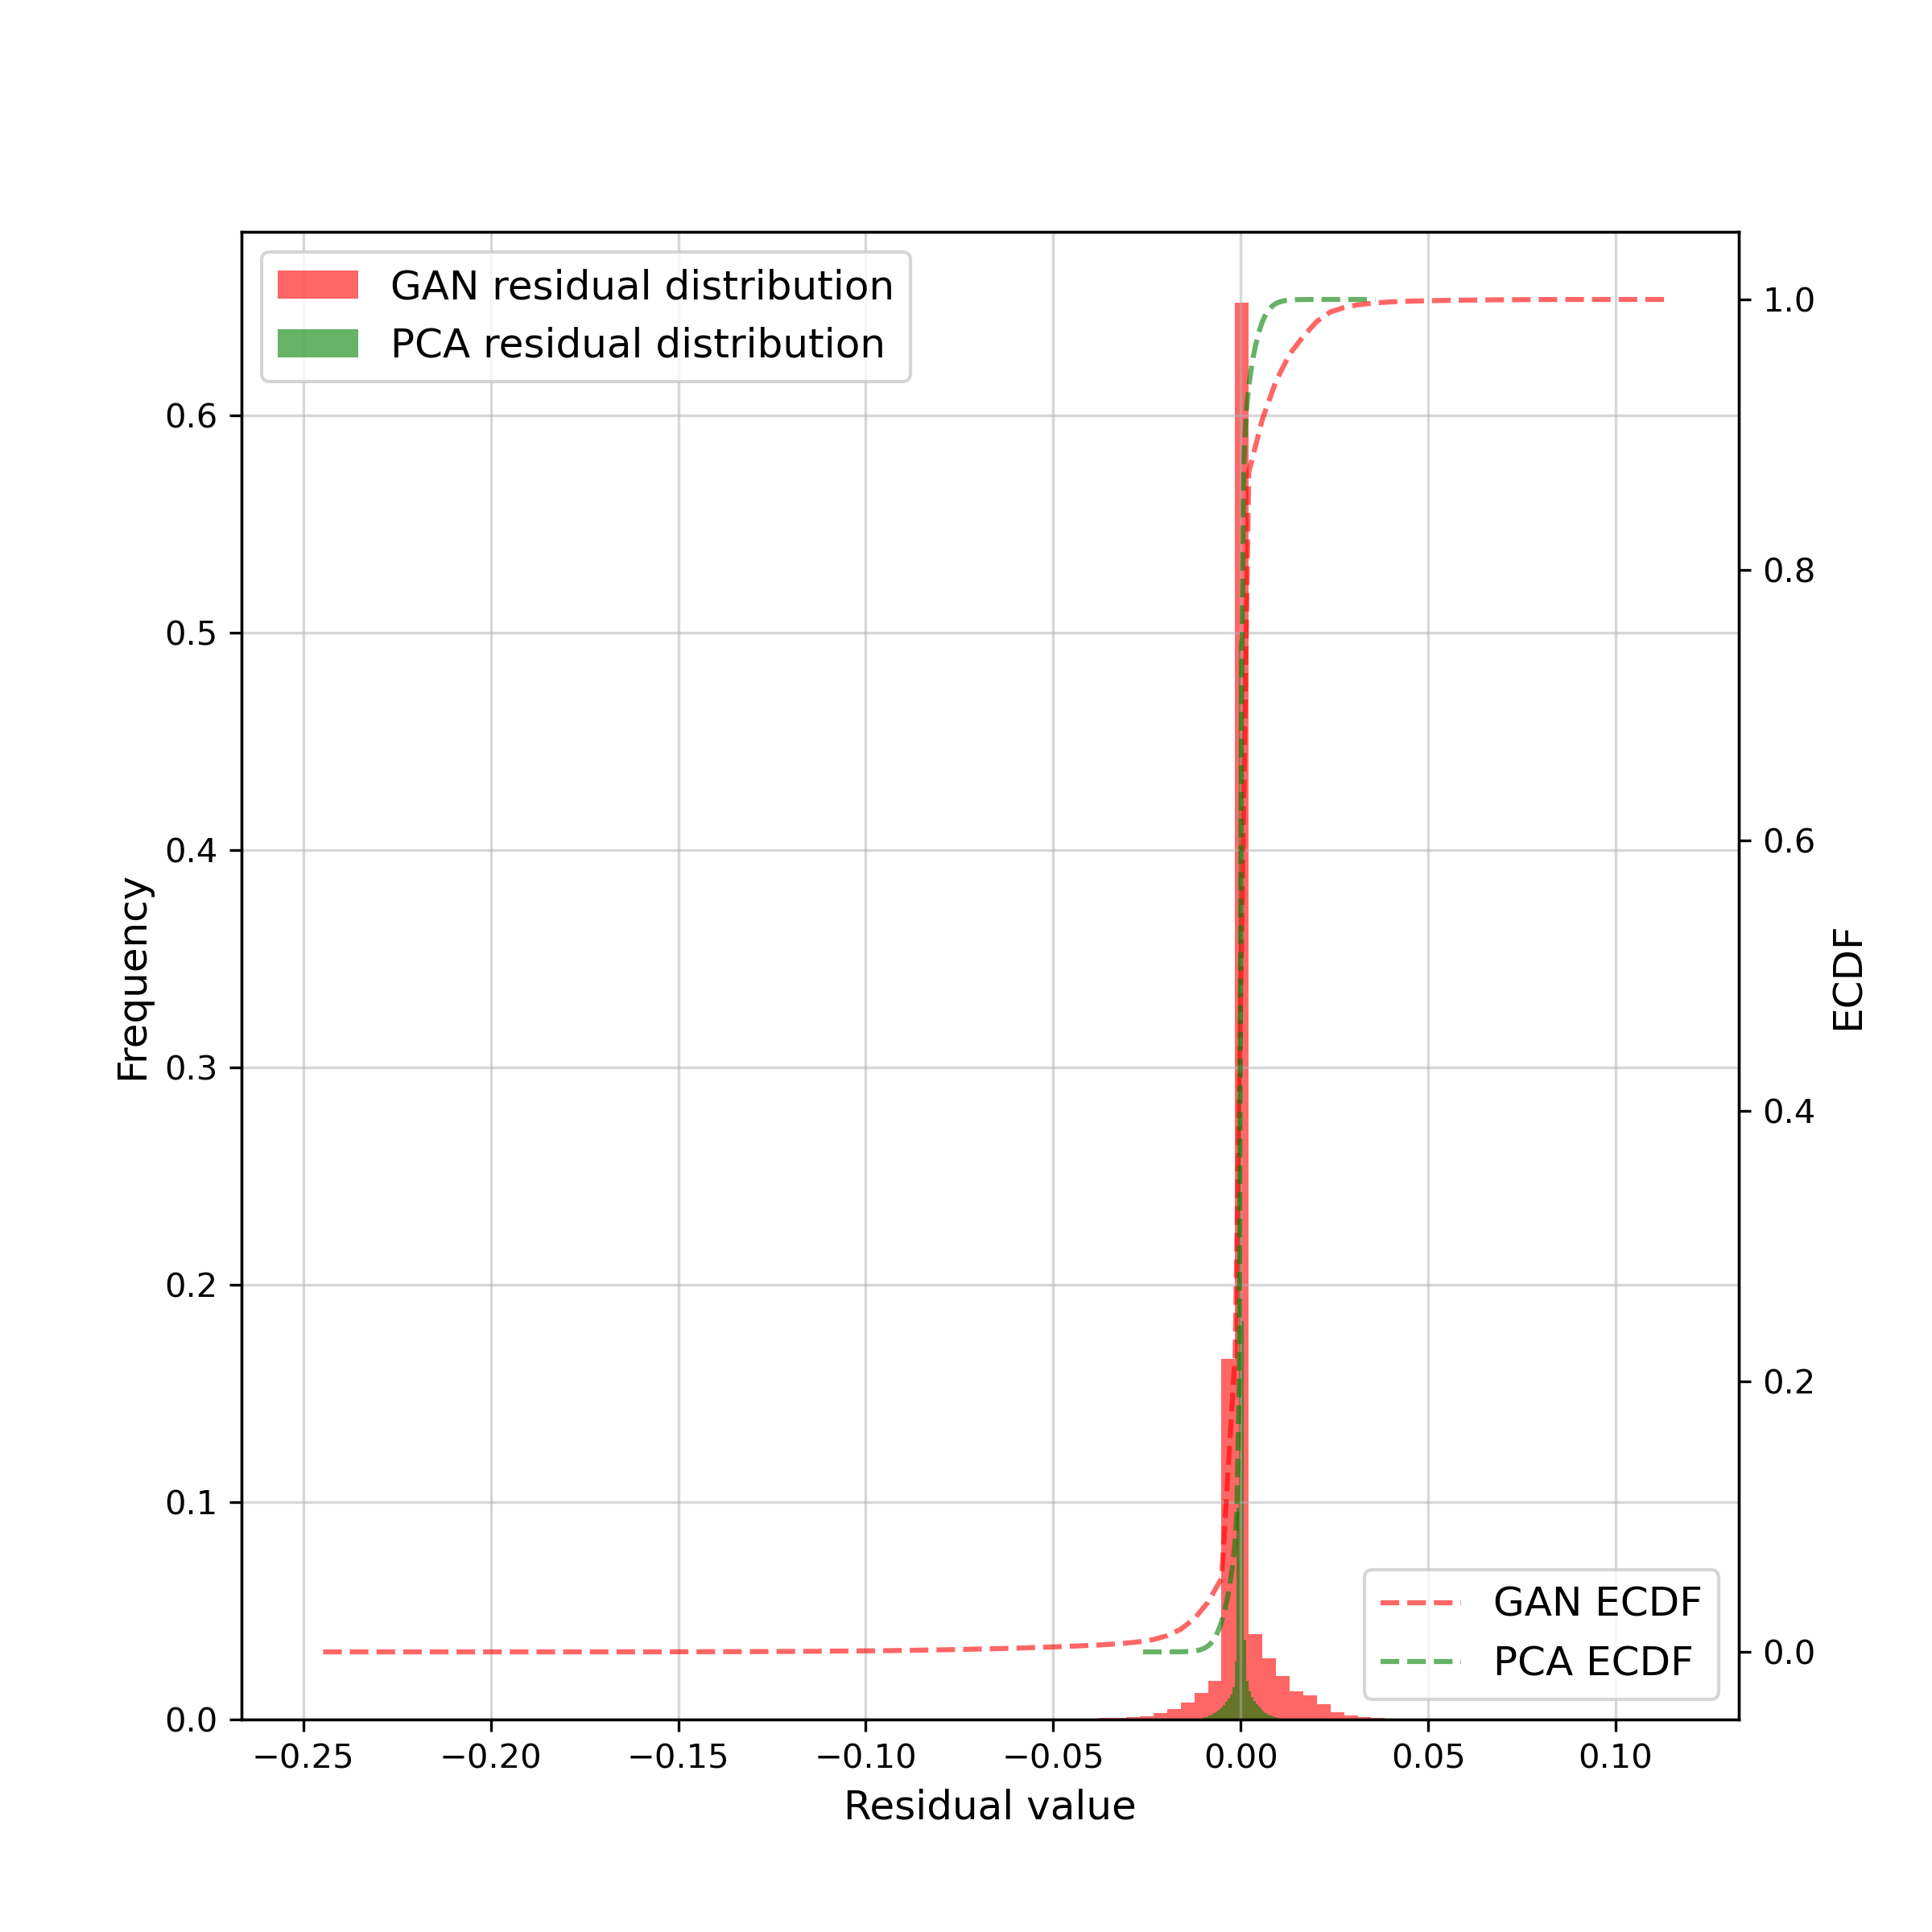 GAN residual distribution
PCA residual distribution
0.6
0.5
0.4
0.3
0.2
0.1
0.0
Frequency
1.0
0.8
0.6
0.4
0.2
0.0
ECDF
GAN ECDF
PCA ECDF
−0.25 −0.20 −0.15 −0.10 −0.05 0.00 0.05 0.10
Residual value